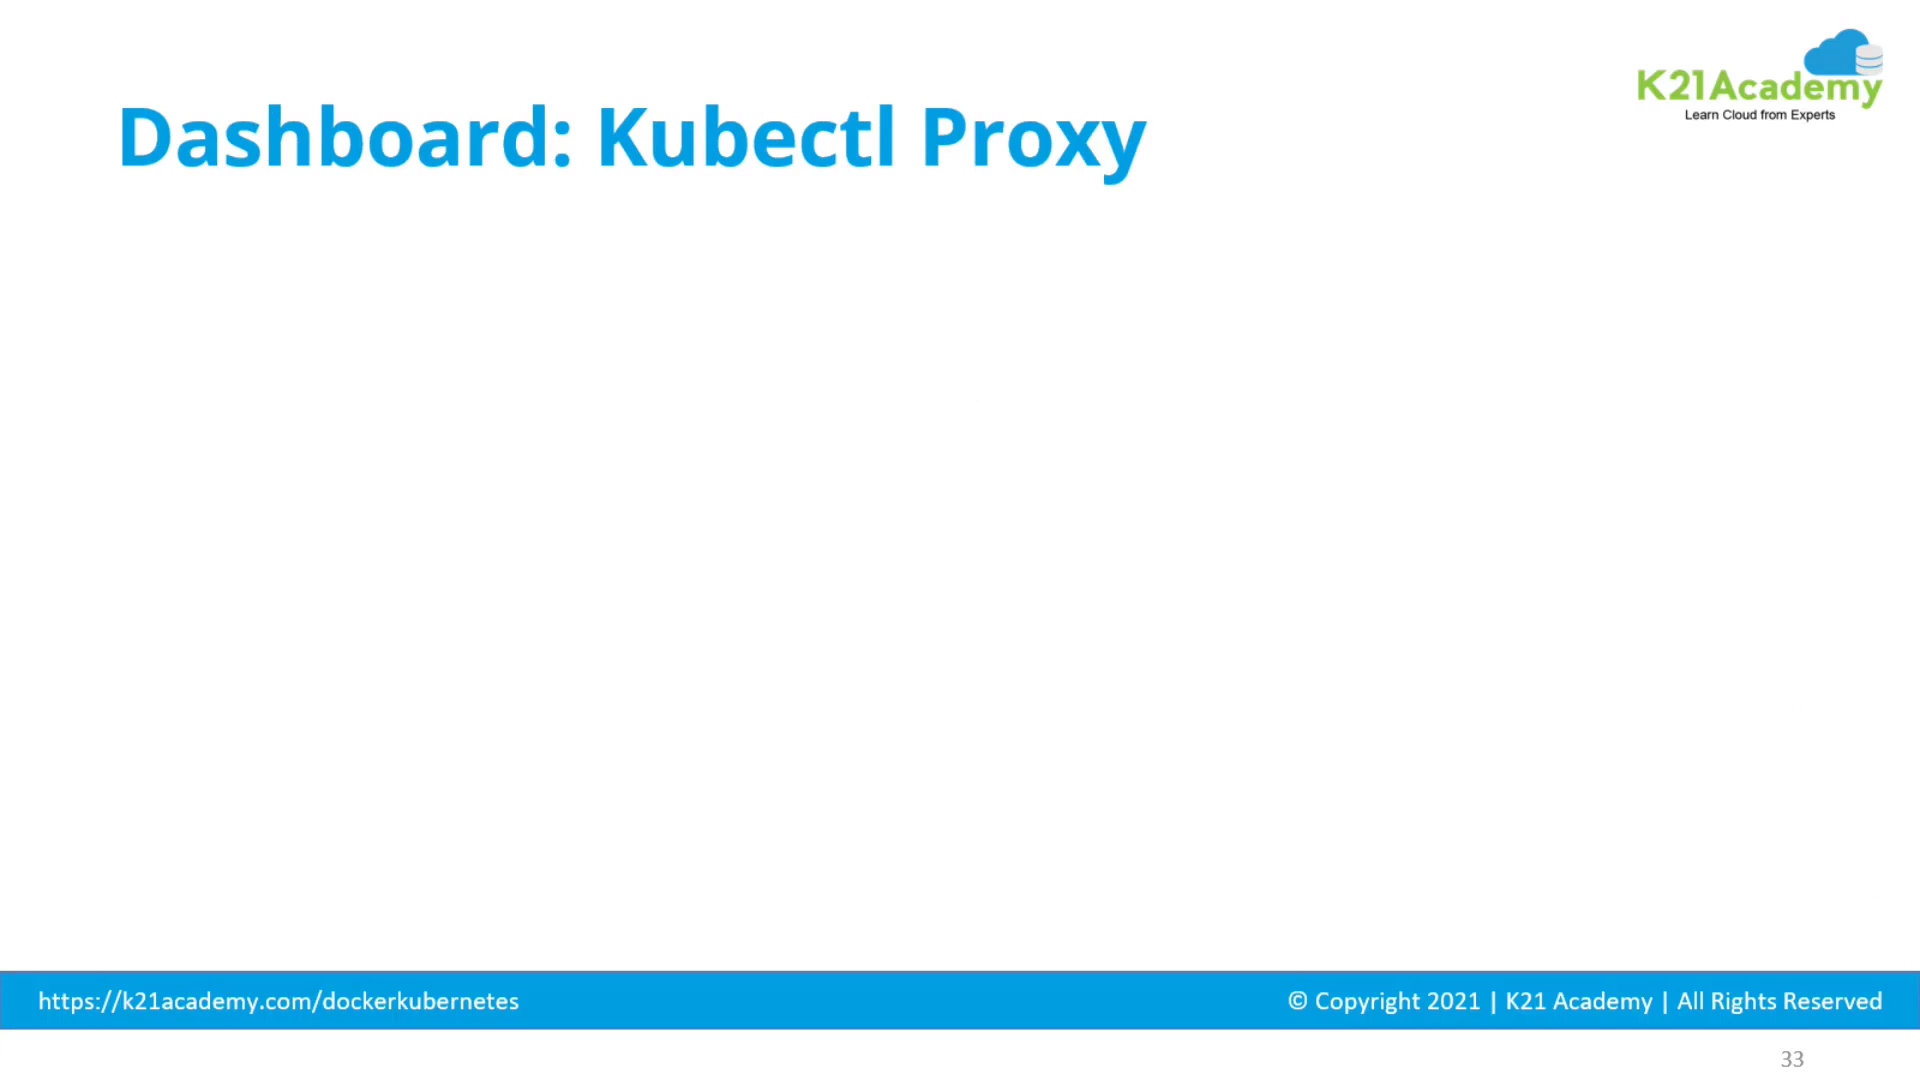 K21Academy
Learn Cloud from Experts
Dashboard: Kubectl Proxy
https://k21academy.com/dockerkubernetes
© Copyright 2021 | K21 Academy | All Rights Reserved
33